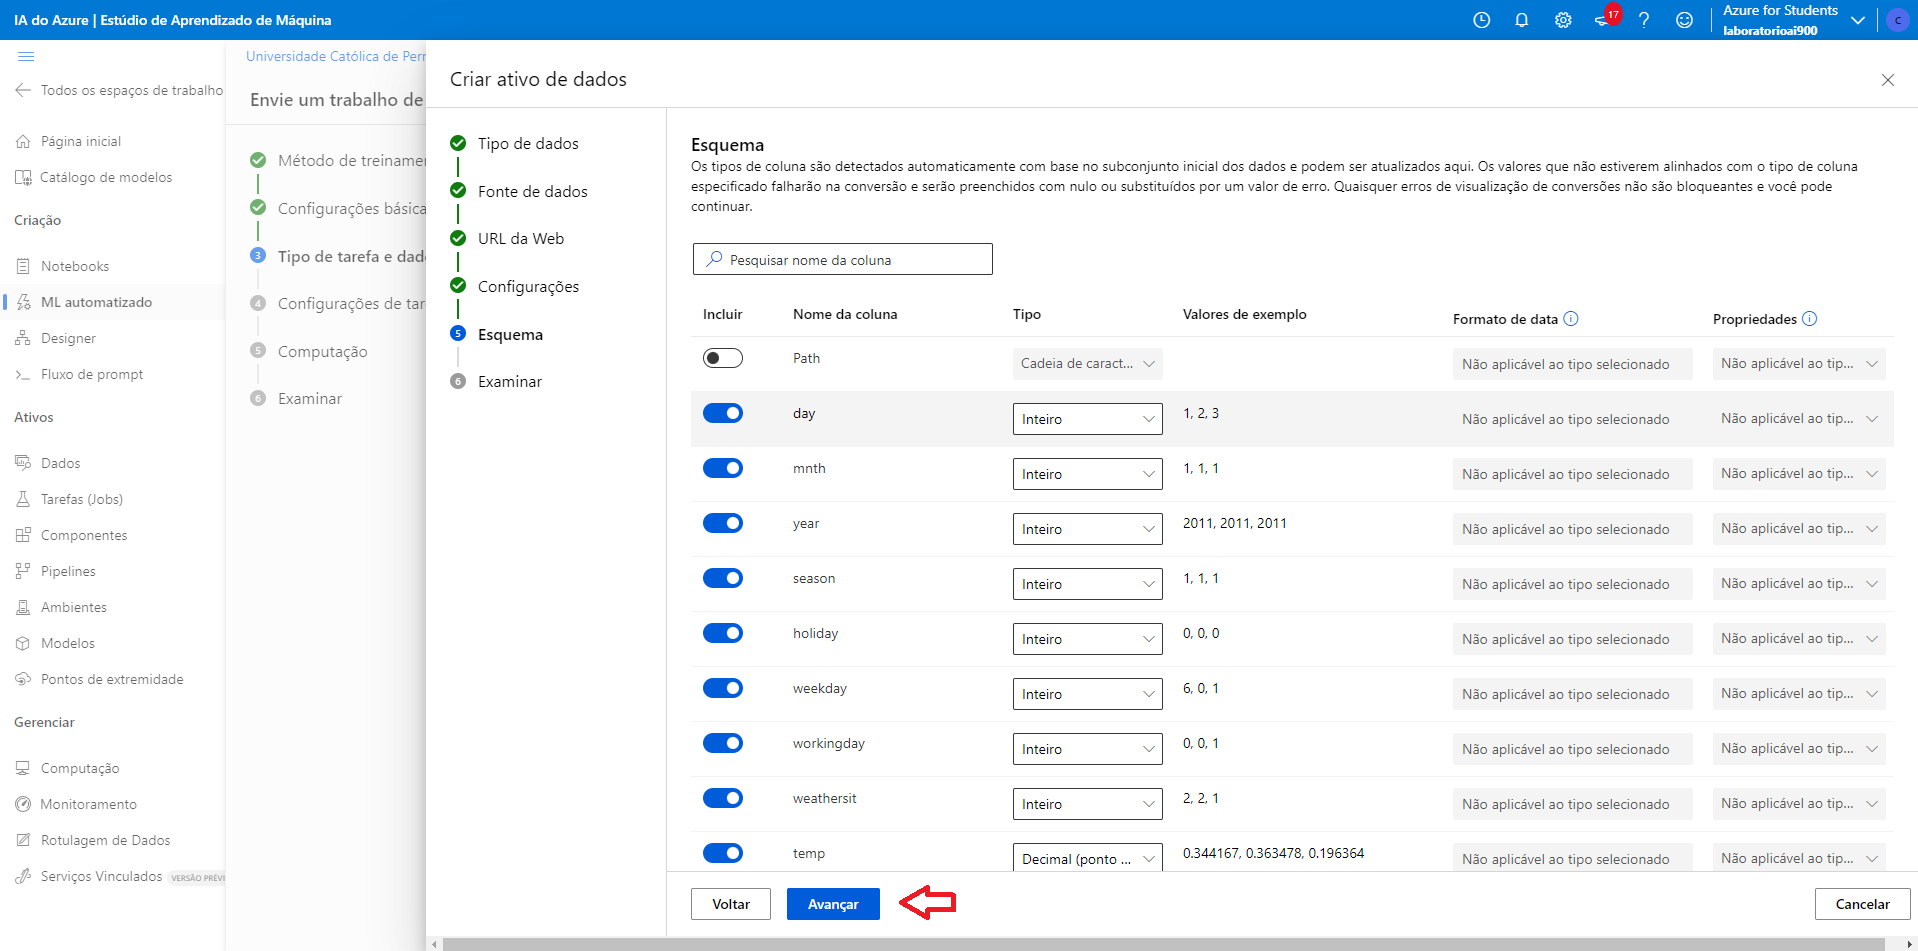 IA do Azure | Estúdio de Aprendizado de Máquina
17
Azure for Students
laboratorioai900
C
Todos os espaços de trabalho
Página inicial
Catálogo de modelos
Criação
Notebooks
ML automatizado
Designer
Fluxo de prompt
Ativos
Dados
Tarefas (Jobs)
Componentes
Pipelines
Ambientes
Modelos
Pontos de extremidade
Gerenciar
Computação
Monitoramento
Rotulagem de Dados
Serviços Vinculados VERSÃO PRÉVI
Universidade Católica de Perr
Envie um trabalho de
Método de treinamer
Configurações básica
3 Tipo de tarefa e dad
4 Configurações de tar
5 Computação
6 Examinar
Criar ativo de dados
Tipo de dados
Fonte de dados
URL da Web
Configurações
5 Esquema
6 Examinar
Esquema
Os tipos de coluna são detectados automaticamente com base no subconjunto inicial dos dados e podem ser atualizados aqui. Os valores que não estiverem alinhados com o tipo de coluna
especificado falharão na conversão e serão preenchidos com nulo ou substituídos por um valor de erro. Quaisquer erros de visualização de conversões não são bloqueantes e você pode
continuar.
Pesquisar nome da coluna
Incluir Nome da coluna Tipo Valores de exemplo Formato de data Propriedades
Path Cadeia de caract... Não aplicável ao tipo selecionado Não aplicável ao tip...
day Inteiro 1, 2, 3 Não aplicável ao tipo selecionado Não aplicável ao tip...
mnth Inteiro 1, 1, 1 Não aplicável ao tipo selecionado Não aplicável ao tip...
year Inteiro 2011, 2011, 2011 Não aplicável ao tipo selecionado Não aplicável ao tip...
season Inteiro 1, 1, 1 Não aplicável ao tipo selecionado Não aplicável ao tip...
holiday Inteiro 0, 0, 0 Não aplicável ao tipo selecionado Não aplicável ao tip...
weekday Inteiro 6, 0, 1 Não aplicável ao tipo selecionado Não aplicável ao tip...
workingday Inteiro 0, 0, 1 Não aplicável ao tipo selecionado Não aplicável ao tip...
weathersit Inteiro 2, 2, 1 Não aplicável ao tipo selecionado Não aplicável ao tip...
temp Decimal (ponto ... 0.344167, 0.363478, 0.196364 Não aplicável ao tipo selecionado Não aplicável ao tip...
Voltar Avançar Cancelar